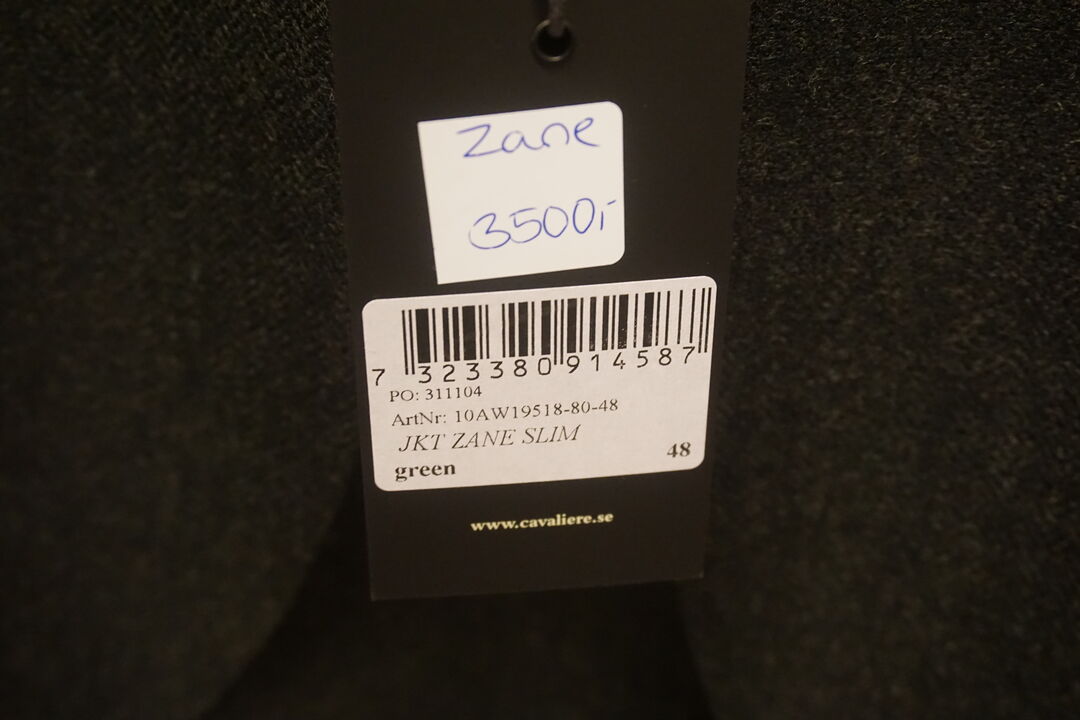 Zane
3500,-
7 323380 914587
PO: 311104
ArtNr: 10AW19518-80-48
JKT ZANE SLIM
green 48
www.cavaliere.se